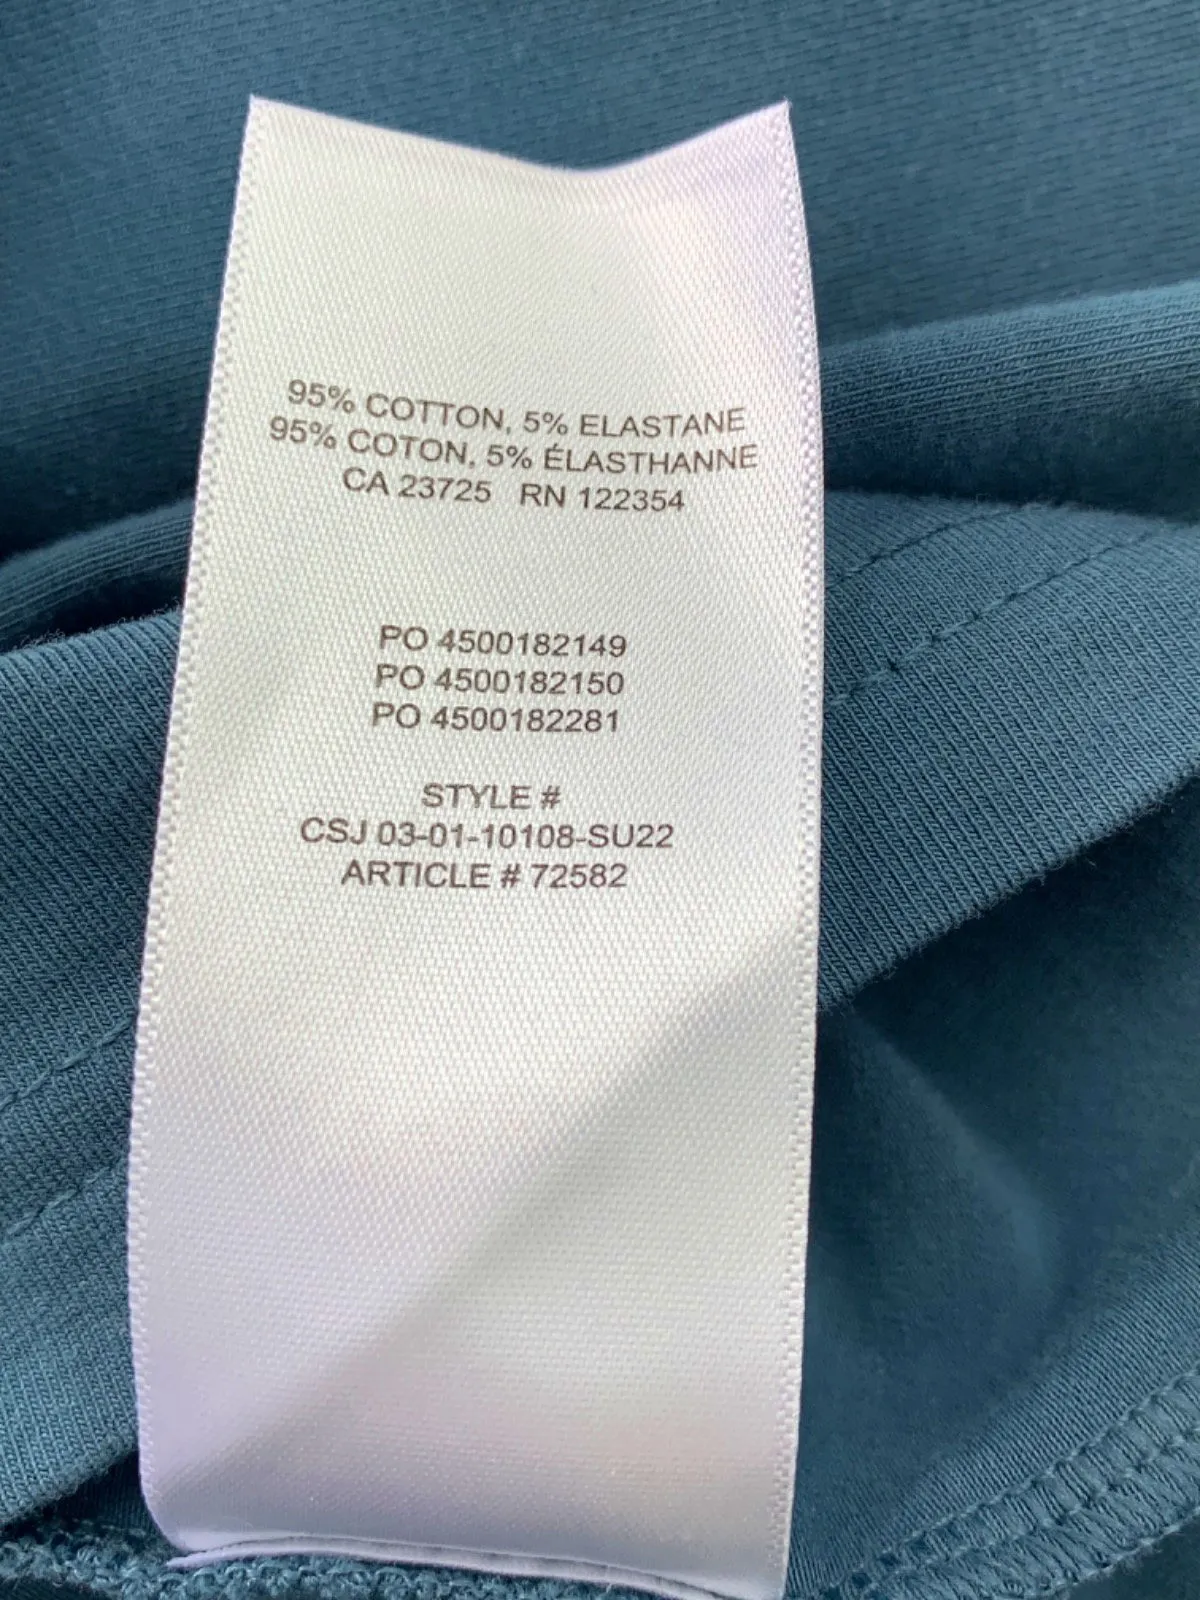 95% COTTON, 5% ELASTANE
95% COTON, 5% ÉLASTHANNE
CA 23725 RN 122354
PO 4500182149
PO 4500182150
PO 4500182281
STYLE #
CSJ 03-01-10108-SU22
ARTICLE # 72582